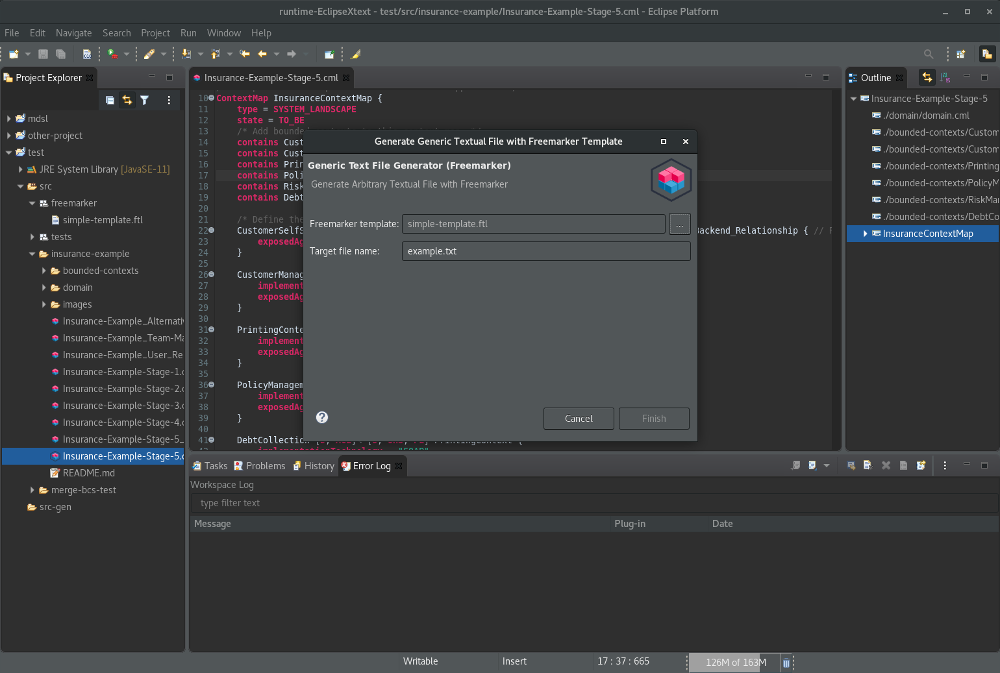 runtime-EclipseXtext - test/src/insurance-example/Insurance-Example-Stage-5.cml - Eclipse Platform
File Edit Navigate Search Project Run Window Help
Project Explorer
mdsl
other-project
test
JRE System Library [JavaSE-11]
src
freemarker
simple-template.ftl
tests
insurance-example
bounded-contexts
domain
images
Insurance-Example_Alternativ
Insurance-Example_Team-Ma
Insurance-Example_User_Re
Insurance-Example-Stage-1.c
Insurance-Example-Stage-2.c
Insurance-Example-Stage-3.c
Insurance-Example-Stage-4.c
Insurance-Example-Stage-5_
Insurance-Example-Stage-5.c
README.md
merge-bcs-test
src-gen
Insurance-Example-Stage-5.cml
10 ContextMap InsuranceContextMap {
11 type = SYSTEM_LANDSCAPE
12 state = TO_BE
13 /* Add bounde
14 contains Cust
15 contains Cust
16 contains Prin
17 contains Poli
18 contains Risk
19 contains Debt
20
21 /* Define the
22 CustomerSelfS Backend_Relationship {
23 exposedAg
24 }
25
26 CustomerManag
27 implement
28 exposedAg
29 }
30
31 PrintingConte
32 implement
33 exposedAg
34 }
35
36 PolicyManagem
37 implement
38 exposedAg
39 }
40
41 DebtCollection
Generate Generic Textual File with Freemarker Template
Generic Text File Generator (Freemarker)
Generate Arbitrary Textual File with Freemarker
Freemarker template: simple-template.ftl ...
Target file name: example.txt
? Cancel Finish
Outline
Insurance-Example-Stage-5
./domain/domain.cml
./bounded-contexts/Custom
./bounded-contexts/Custom
./bounded-contexts/Printing
./bounded-contexts/PolicyM
./bounded-contexts/RiskMan
./bounded-contexts/DebtCo
InsuranceContextMap
Tasks Problems History Error Log
Workspace Log
type filter text
Message Plug-in Date
Writable Insert 17 : 37 : 665 126M of 163M